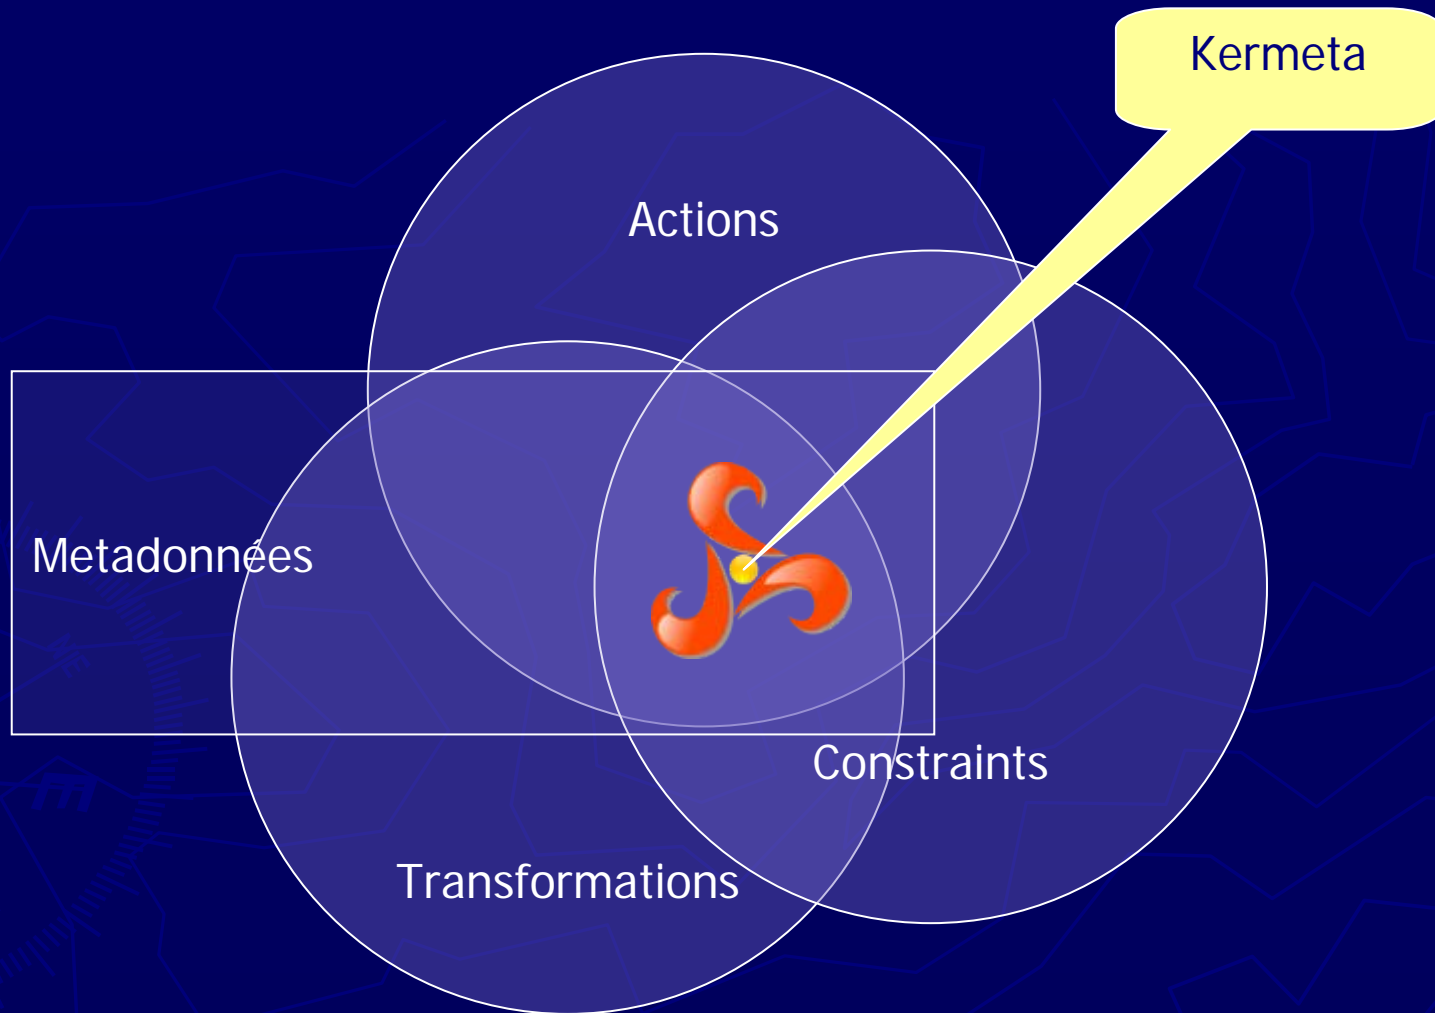 Kermeta
Actions
Metadonnées
Constraints
Transformations